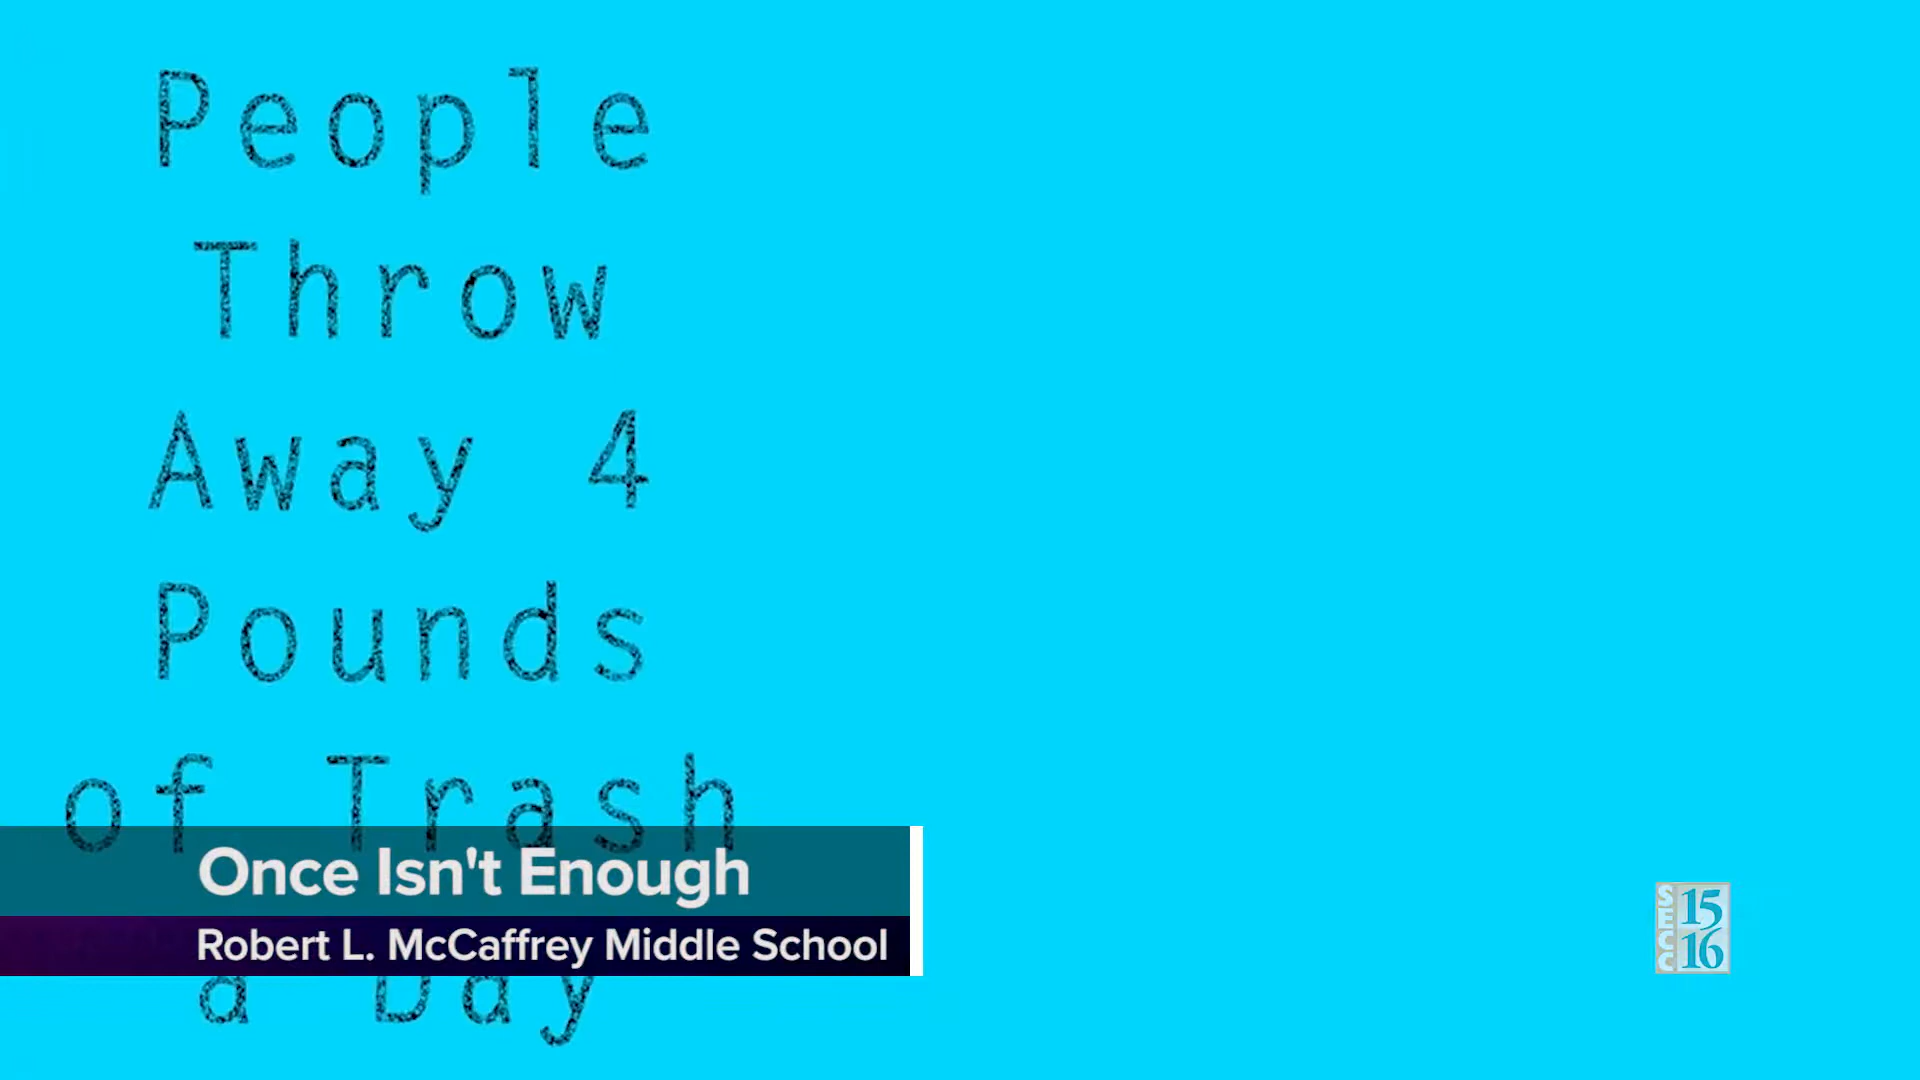 People
Throw
Away 4
Pounds
of Trash
Once Isn't Enough
Robert L. McCaffrey Middle School
a Day
SECC
15
16